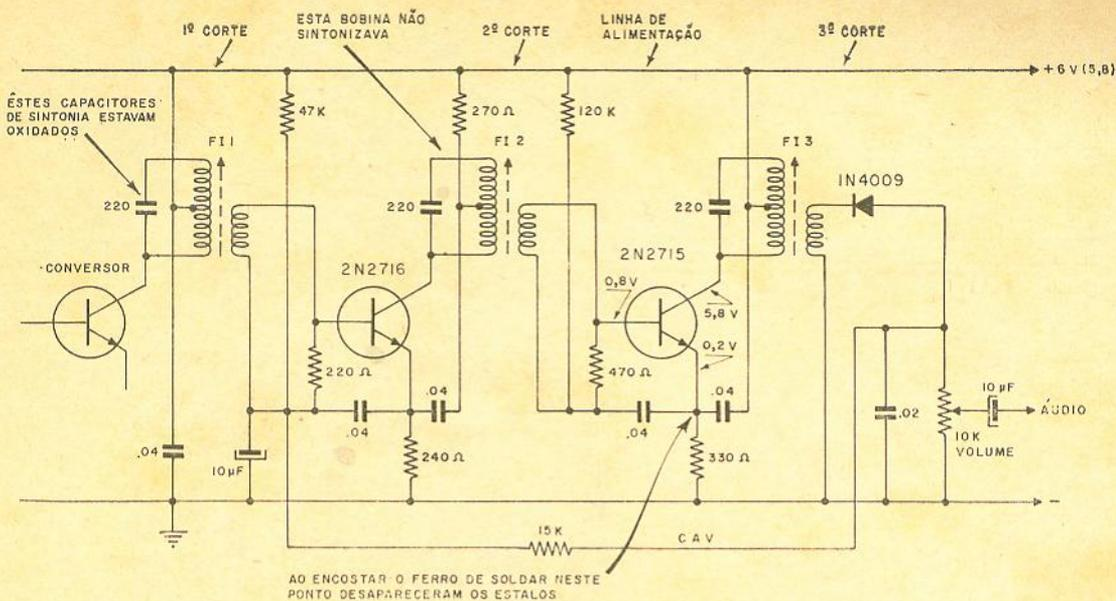 1º CORTE
ESTA BOBINA NÃO
SINTONIZAVA
2º CORTE
LINHA DE
ALIMENTAÇÃO
3º CORTE
+6 V (5,8)
ÊSTES CAPACITORES
DE SINTONIA ESTAVAM
OXIDADOS
FI 1
47 K
270 Ω
FI 2
120 K
FI 3
220
220
220
1N4009
CONVERSOR
2N2716
2N2715
0,8 V
5,8 V
0,2 V
220 Ω
470 Ω
.04
.04
.04
.04
.04
10 µF
240 Ω
330 Ω
.02
10 µF
ÁUDIO
10K
VOLUME
-
15 K
C A V
AO ENCOSTAR O FERRO DE SOLDAR NESTE
PONTO DESAPARECERAM OS ESTALOS